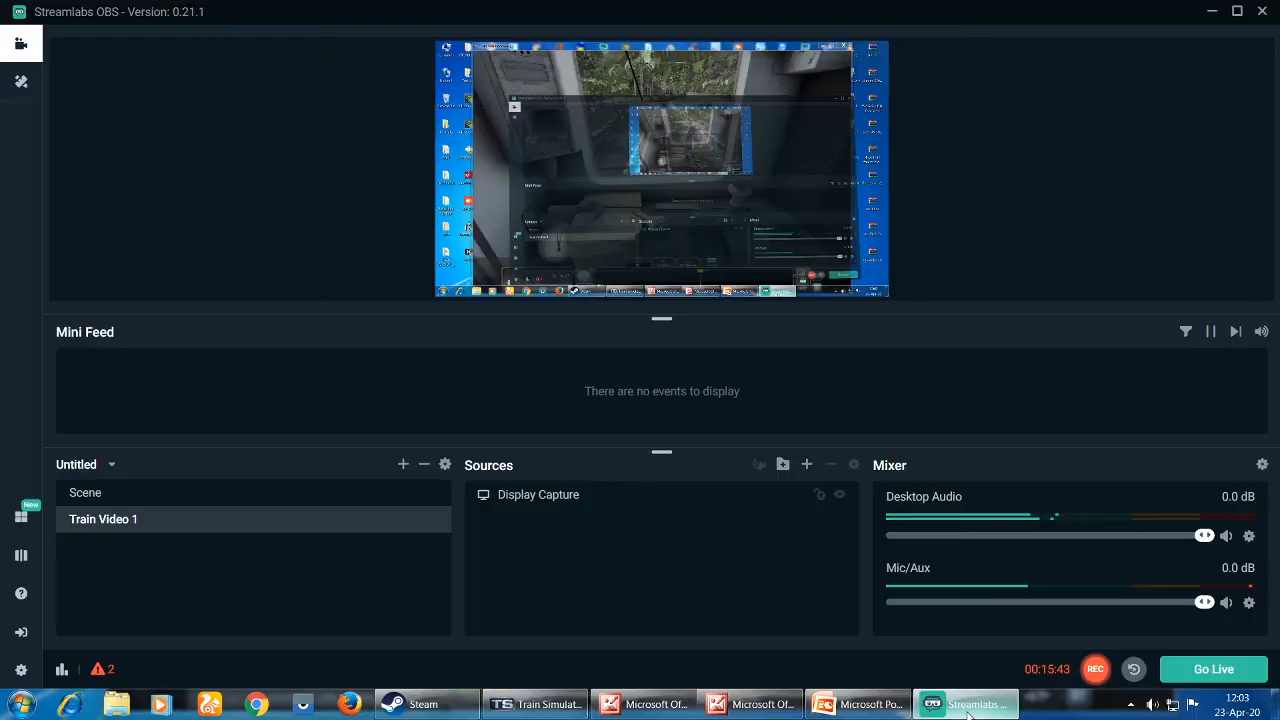 Streamlabs OBS - Version: 0.21.1
Mini Feed
There are no events to display
Untitled
Scene
Train Video 1
Sources
Display Capture
Mixer
Desktop Audio
0.0 dB
Mic/Aux
0.0 dB
New
2
00:15:43
REC
Go Live
Steam
TS
Train Simulat...
Microsoft Of...
Microsoft Of...
Microsoft Po...
Streamlabs ...
12:03
23-Apr-20